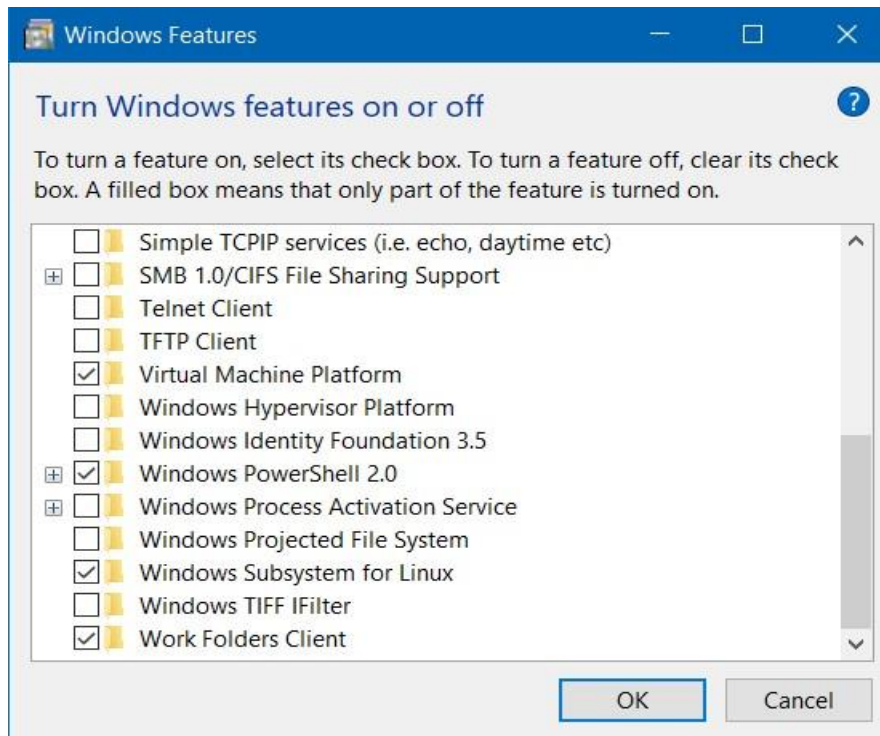 Windows Features
Turn Windows features on or off
?
To turn a feature on, select its check box. To turn a feature off, clear its check
box. A filled box means that only part of the feature is turned on.
Simple TCPIP services (i.e. echo, daytime etc)
SMB 1.0/CIFS File Sharing Support
Telnet Client
TFTP Client
Virtual Machine Platform
Windows Hypervisor Platform
Windows Identity Foundation 3.5
Windows PowerShell 2.0
Windows Process Activation Service
Windows Projected File System
Windows Subsystem for Linux
Windows TIFF IFilter
Work Folders Client
OK Cancel